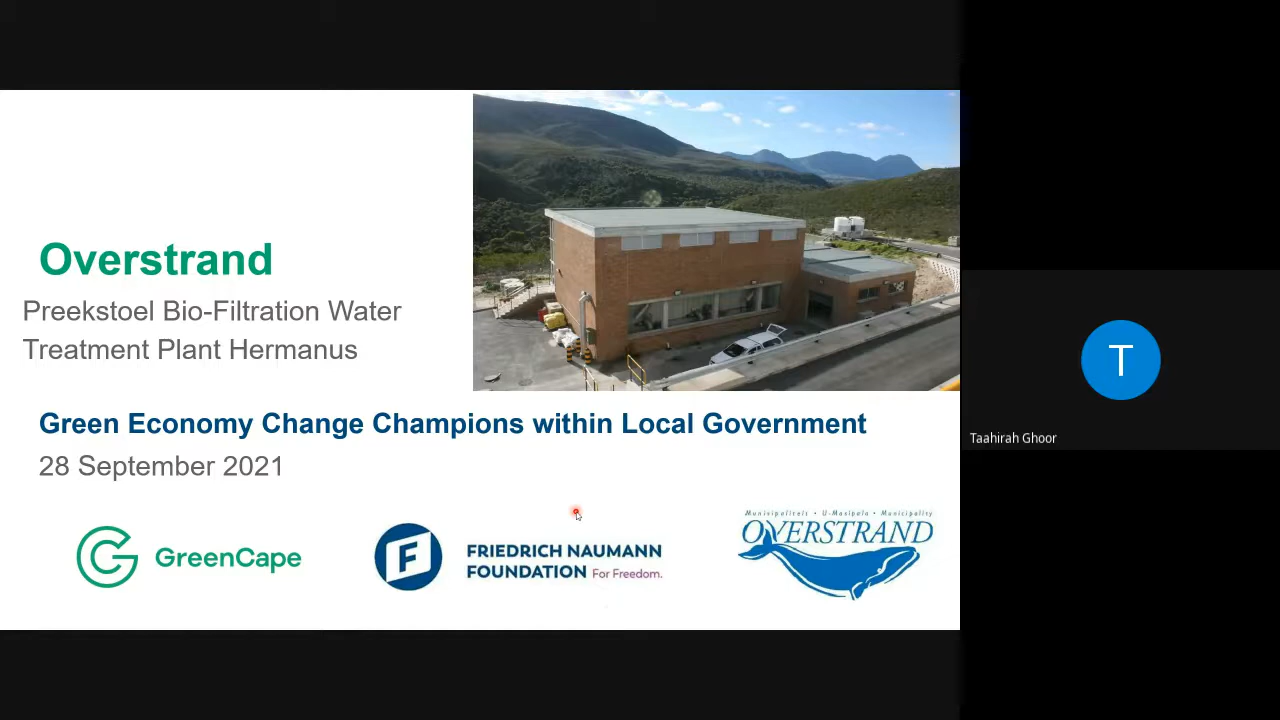 Overstrand
Preekstoel Bio-Filtration Water
Treatment Plant Hermanus
Green Economy Change Champions within Local Government
28 September 2021
GreenCape
F
FRIEDRICH NAUMANN
FOUNDATION For Freedom.
Munisipaliteit • U-Masipala • Municipality
OVERSTRAND
T
Taahirah Ghoor